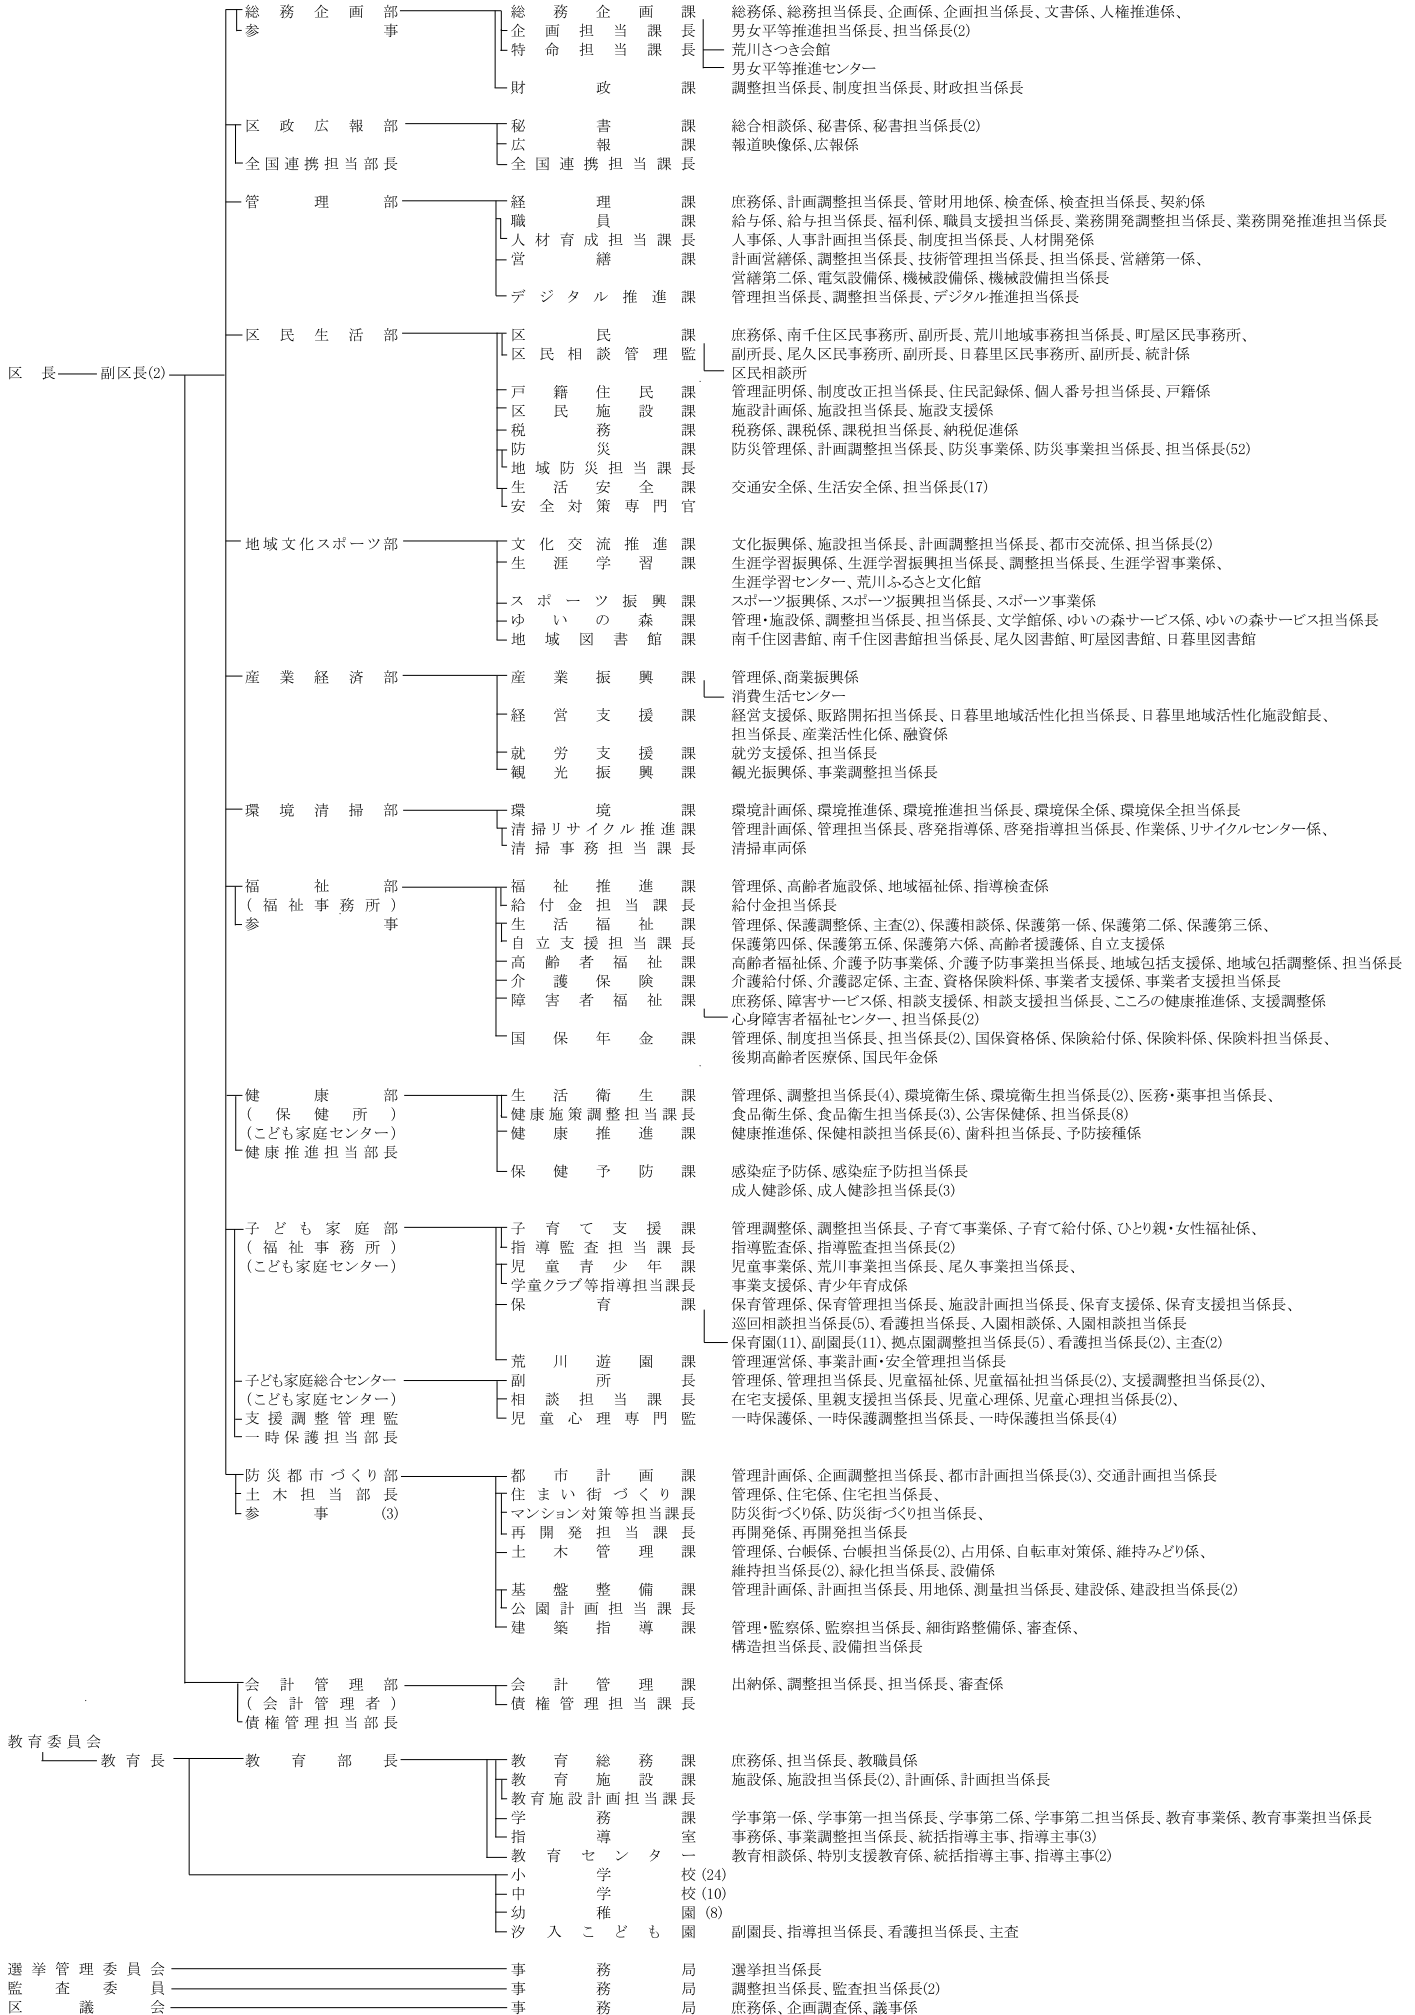 総務企画部 総務企画課 総務係、総務担当係長、企画係、企画担当係長、文書係、人権推進係、
参事 企画担当課長 男女平等推進担当係長、担当係長(2)
特命担当課長 荒川さつき会館
男女平等推進センター
財政課 調整担当係長、制度担当係長、財政担当係長
区政広報部 秘書課 総合相談係、秘書係、秘書担当係長(2)
広報課 報道映像係、広報係
全国連携担当部長 全国連携担当課長
管理部 経理課 庶務係、計画調整担当係長、管財用地係、検査係、検査担当係長、契約係
職員課 給与係、給与担当係長、福利係、職員支援担当係長、業務開発調整担当係長、業務開発推進担当係長
人材育成担当課長 人事係、人事計画担当係長、制度担当係長、人材開発係
営繕課 計画営繕係、調整担当係長、技術管理担当係長、担当係長、営繕第一係、
営繕第二係、電気設備係、機械設備係、機械設備担当係長
デジタル推進課 管理担当係長、調整担当係長、デジタル推進担当係長
区民生活部 区民課 庶務係、南千住区民事務所、副所長、荒川地域事務担当係長、町屋区民事務所、
区民相談管理監 副所長、尾久区民事務所、副所長、日暮里区民事務所、副所長、統計係
区長 副区長(2) 区民相談所
戸籍住民課 管理証明係、制度改正担当係長、住民記録係、個人番号担当係長、戸籍係
区民施設課 施設計画係、施設担当係長、施設支援係
税務課 税務係、課税係、課税担当係長、納税促進係
防災課 防災管理係、計画調整担当係長、防災事業係、防災事業担当係長、担当係長(52)
地域防災担当課長
生活安全課 交通安全係、生活安全係、担当係長(17)
安全対策専門官
地域文化スポーツ部 文化交流推進課 文化振興係、施設担当係長、計画調整担当係長、都市交流係、担当係長(2)
生涯学習課 生涯学習振興係、生涯学習振興担当係長、調整担当係長、生涯学習事業係、
生涯学習センター、荒川ふるさと文化館
スポーツ振興課 スポーツ振興係、スポーツ振興担当係長、スポーツ事業係
ゆいの森課 管理・施設係、調整担当係長、担当係長、文学館係、ゆいの森サービス係、ゆいの森サービス担当係長
地域図書館課 南千住図書館、南千住図書館担当係長、尾久図書館、町屋図書館、日暮里図書館
産業経済部 産業振興課 管理係、商業振興係
消費生活センター
経営支援課 経営支援係、販路開拓担当係長、日暮里地域活性化担当係長、日暮里地域活性化施設館長、
担当係長、産業活性化係、融資係
就労支援課 就労支援係、担当係長
観光振興課 観光振興係、事業調整担当係長
環境清掃部 環境課 環境計画係、環境推進係、環境推進担当係長、環境保全係、環境保全担当係長
清掃リサイクル推進課 管理計画係、管理担当係長、啓発指導係、啓発指導担当係長、作業係、リサイクルセンター係、
清掃事務担当課長 清掃車両係
福祉部 福祉推進課 管理係、高齢者施設係、地域福祉係、指導検査係
(福祉事務所) 給付金担当課長 給付金担当係長
参事 生活福祉課 管理係、保護調整係、主査(2)、保護相談係、保護第一係、保護第二係、保護第三係、
自立支援担当課長 保護第四係、保護第五係、保護第六係、高齢者援護係、自立支援係
高齢者福祉課 高齢者福祉係、介護予防事業係、介護予防事業担当係長、地域包括支援係、地域包括調整係、担当係長
介護保険課 介護給付係、介護認定係、主査、資格保険料係、事業者支援係、事業者支援担当係長
障害者福祉課 庶務係、障害サービス係、相談支援係、相談支援担当係長、こころの健康推進係、支援調整係
心身障害者福祉センター、担当係長(2)
国保年金課 管理係、制度担当係長、担当係長(2)、国保資格係、保険給付係、保険料係、保険料担当係長、
後期高齢者医療係、国民年金係
健康部 生活衛生課 管理係、調整担当係長(4)、環境衛生係、環境衛生担当係長(2)、医務・薬事担当係長、
(保健所) 健康施策調整担当課長 食品衛生係、食品衛生担当係長(3)、公害保健係、担当係長(8)
(こども家庭センター) 健康推進課 健康推進係、保健相談担当係長(6)、歯科担当係長、予防接種係
健康推進担当部長
保健予防課 感染症予防係、感染症予防担当係長
成人健診係、成人健診担当係長(3)
子ども家庭部 子育て支援課 管理調整係、調整担当係長、子育て事業係、子育て給付係、ひとり親・女性福祉係、
(福祉事務所) 指導監査担当課長 指導監査係、指導監査担当係長(2)
(こども家庭センター) 児童青少年課 児童事業係、荒川事業担当係長、尾久事業担当係長、
学童クラブ等指導担当課長 事業支援係、青少年育成係
保育課 保育管理係、保育管理担当係長、施設計画担当係長、保育支援係、保育支援担当係長、
巡回相談担当係長(5)、看護担当係長、入園相談係、入園相談担当係長
保育園(11)、副園長(11)、拠点園調整担当係長(5)、看護担当係長(2)、主査(2)
荒川遊園課 管理運営係、事業計画・安全管理担当係長
子ども家庭総合センター 副所長 管理係、管理担当係長、児童福祉係、児童福祉担当係長(2)、支援調整担当係長(2)、
(こども家庭センター) 相談担当課長 在宅支援係、里親支援担当係長、児童心理係、児童心理担当係長(2)、
支援調整管理監 児童心理専門監 一時保護係、一時保護調整担当係長、一時保護担当係長(4)
一時保護担当部長
防災都市づくり部 都市計画課 管理計画係、企画調整担当係長、都市計画担当係長(3)、交通計画担当係長
土木担当部長 住まい街づくり課 管理係、住宅係、住宅担当係長、
参事(3) マンション対策等担当課長 防災街づくり係、防災街づくり担当係長、
再開発担当課長 再開発係、再開発担当係長
土木管理課 管理係、台帳係、台帳担当係長(2)、占用係、自転車対策係、維持みどり係、
維持担当係長(2)、緑化担当係長、設備係
基盤整備課 管理計画係、計画担当係長、用地係、測量担当係長、建設係、建設担当係長(2)
公園計画担当課長
建築指導課 管理・監察係、監察担当係長、細街路整備係、審査係、
構造担当係長、設備担当係長
会計管理部 会計管理課 出納係、調整担当係長、担当係長、審査係
(会計管理者) 債権管理担当課長
債権管理担当部長
教育委員会
教育長 教育部長 教育総務課 庶務係、担当係長、教職員係
教育施設課 施設係、施設担当係長(2)、計画係、計画担当係長
教育施設計画担当課長
学務課 学事第一係、学事第一担当係長、学事第二係、学事第二担当係長、教育事業係、教育事業担当係長
指導室 事務係、事業調整担当係長、統括指導主事、指導主事(3)
教育センター 教育相談係、特別支援教育係、統括指導主事、指導主事(2)
小学校(24)
中学校(10)
幼稚園(8)
汐入こども園 副園長、指導担当係長、看護担当係長、主査
選挙管理委員会 事務局 選挙担当係長
監査委員 事務局 調整担当係長、監査担当係長(2)
区議会 事務局 庶務係、企画調査係、議事係